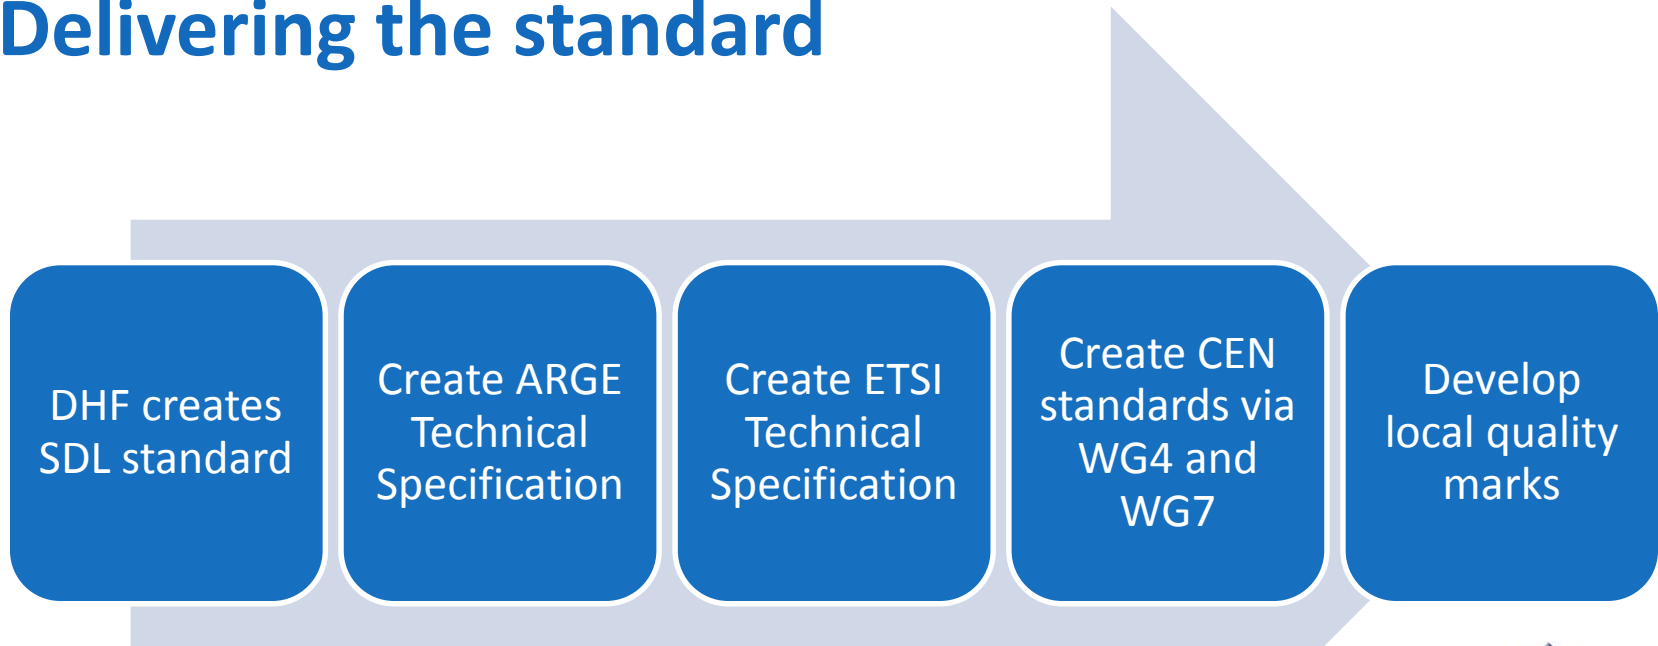 Delivering the standard
DHF creates
SDL standard
Create ARGE
Technical
Specification
Create ETSI
Technical
Specification
Create CEN
standards via
WG4 and
WG7
Develop
local quality
marks